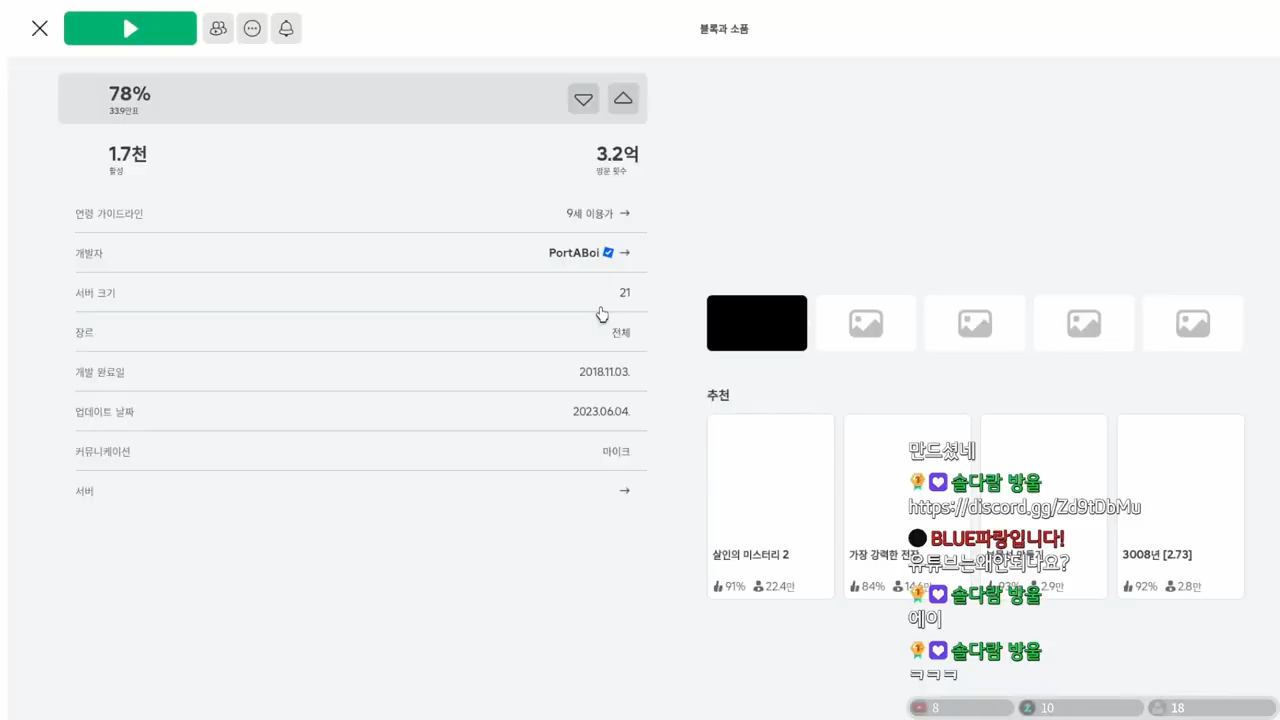 블록과 소품
78%
33.9만표
1.7천
활성
3.2억
방문 횟수
연령 가이드라인
9세 이용가
개발자
PortABoi
서버 크기
21
장르
전체
개발 완료일
2018.11.03.
업데이트 날짜
2023.06.04.
커뮤니케이션
마이크
서버
추천
살인의 미스터리 2
91% 22.4만
가장 강력한 전장
84%
93% 2.9만
3008년 [2.73]
92% 2.8만
만드셨네
솔다람 방울
https://discord.gg/Zd9tDbMu
BLUE파랑입니다!
유튜브는왜안되다요?
솔다람 방울
에이
솔다람 방울
ㅋㅋㅋ
8
10
18